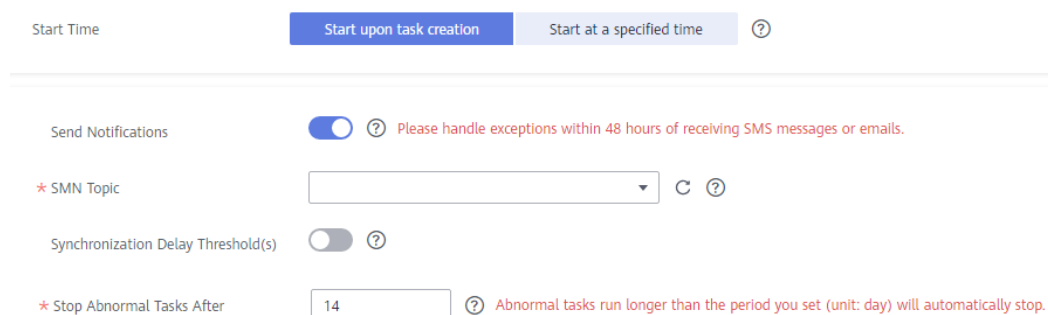 Start Time Start upon task creation Start at a specified time ?
Send Notifications ? Please handle exceptions within 48 hours of receiving SMS messages or emails.
* SMN Topic ?
Synchronization Delay Threshold(s) ?
* Stop Abnormal Tasks After 14 ? Abnormal tasks run longer than the period you set (unit: day) will automatically stop.